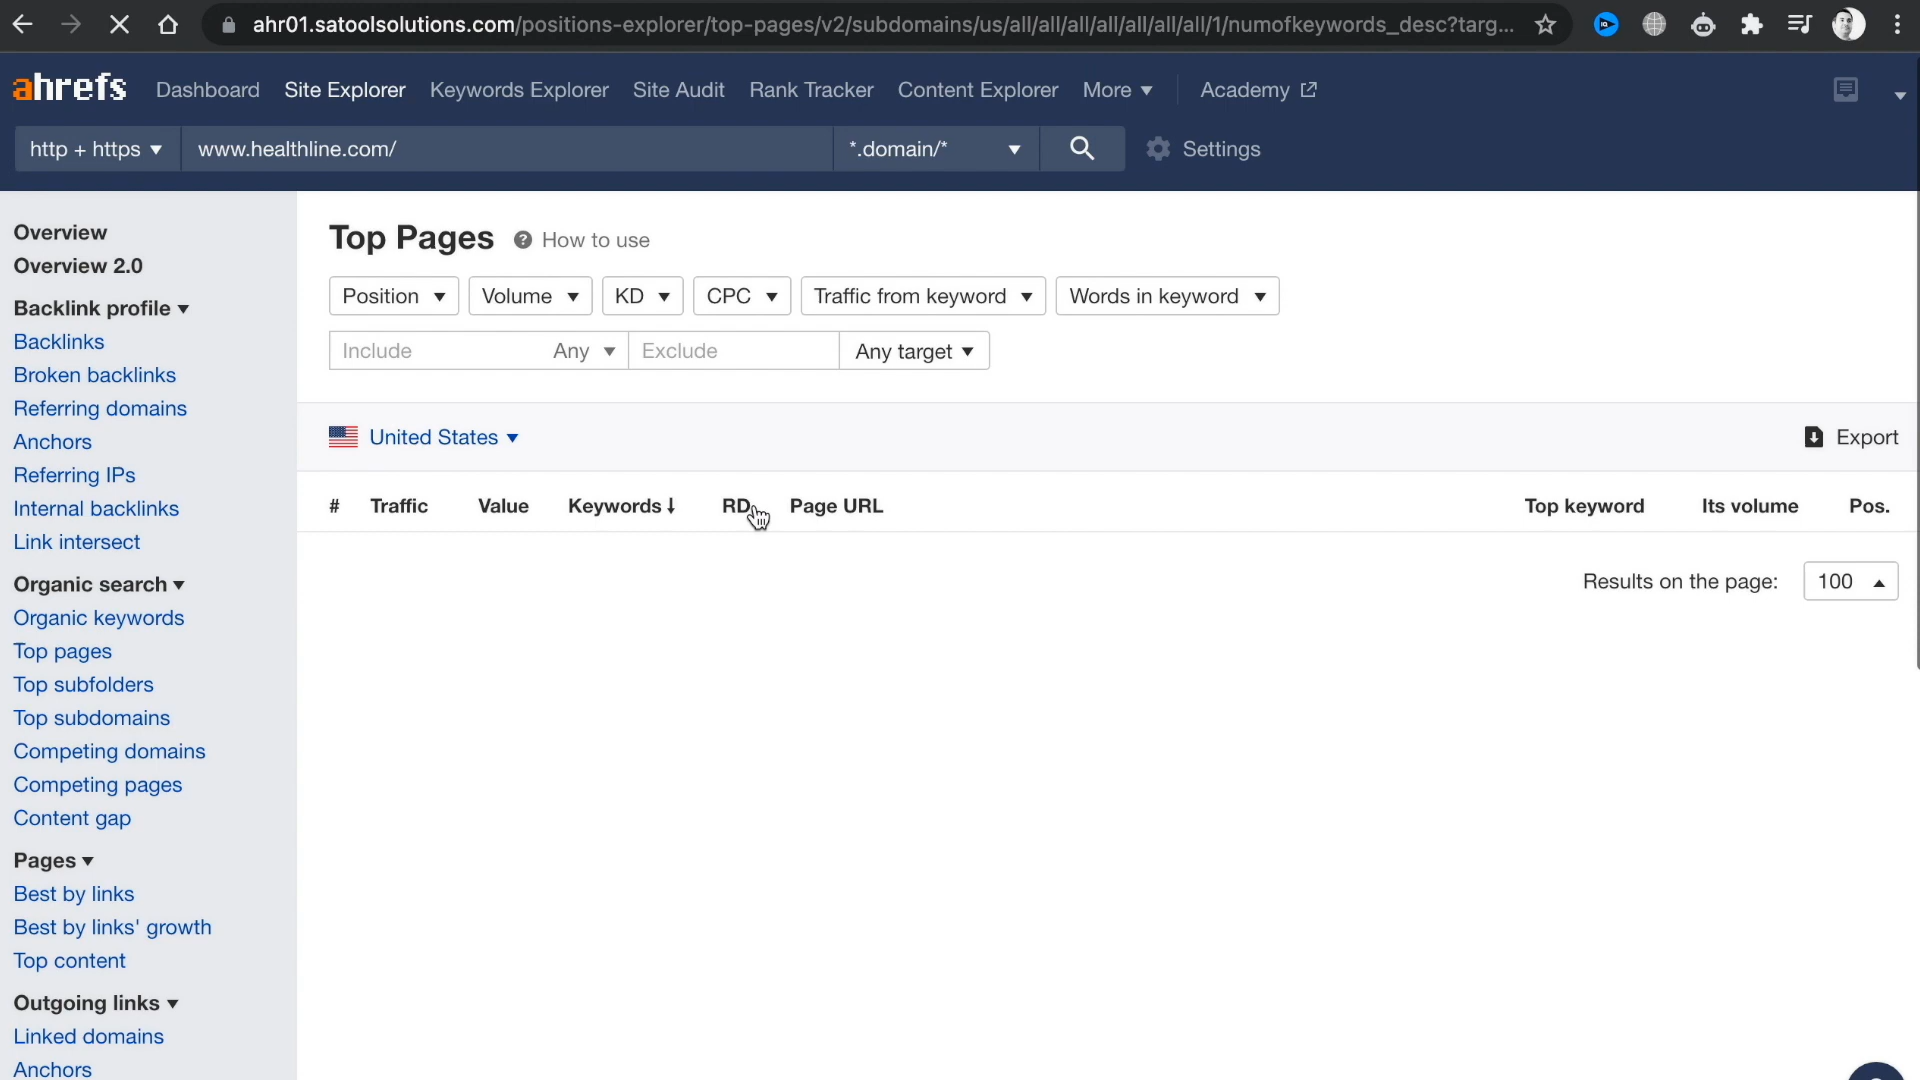 ahr01.satoolsolutions.com/positions-explorer/top-pages/v2/subdomains/us/all/all/all/all/all/all/all/1/numofkeywords_desc?targ...
ahrefs Dashboard Site Explorer Keywords Explorer Site Audit Rank Tracker Content Explorer More Academy
http + https www.healthline.com/ *.domain/* Settings
Overview
Overview 2.0
Backlink profile
Backlinks
Broken backlinks
Referring domains
Anchors
Referring IPs
Internal backlinks
Link intersect
Organic search
Organic keywords
Top pages
Top subfolders
Top subdomains
Competing domains
Competing pages
Content gap
Pages
Best by links
Best by links' growth
Top content
Outgoing links
Linked domains
Anchors
Top Pages ? How to use
Position Volume KD CPC Traffic from keyword Words in keyword
Include Any Exclude Any target
United States Export
# Traffic Value Keywords RD Page URL Top keyword Its volume Pos.
Results on the page: 100